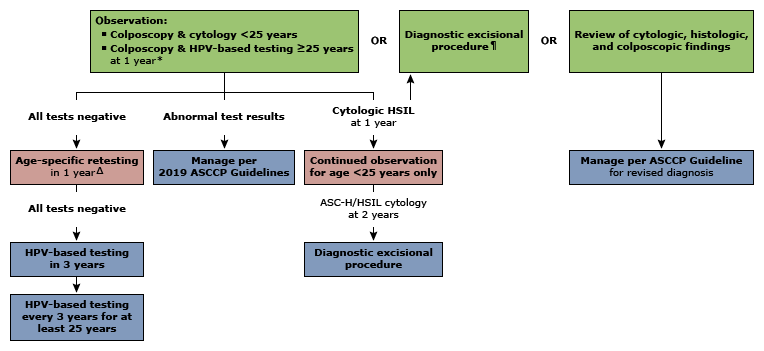 Observation:
▪ Colposcopy & cytology <25 years
▪ Colposcopy & HPV-based testing ≥25 years
at 1 year*
OR
Diagnostic excisional
procedure¶
OR
Review of cytologic, histologic,
and colposcopic findings
All tests negative
Abnormal test results
Cytologic HSIL
at 1 year
Age-specific retesting
in 1 yearΔ
Manage per
2019 ASCCP Guidelines
Continued observation
for age <25 years only
Manage per ASCCP Guideline
for revised diagnosis
All tests negative
ASC-H/HSIL cytology
at 2 years
HPV-based testing
in 3 years
Diagnostic excisional
procedure
HPV-based testing
every 3 years for at
least 25 years